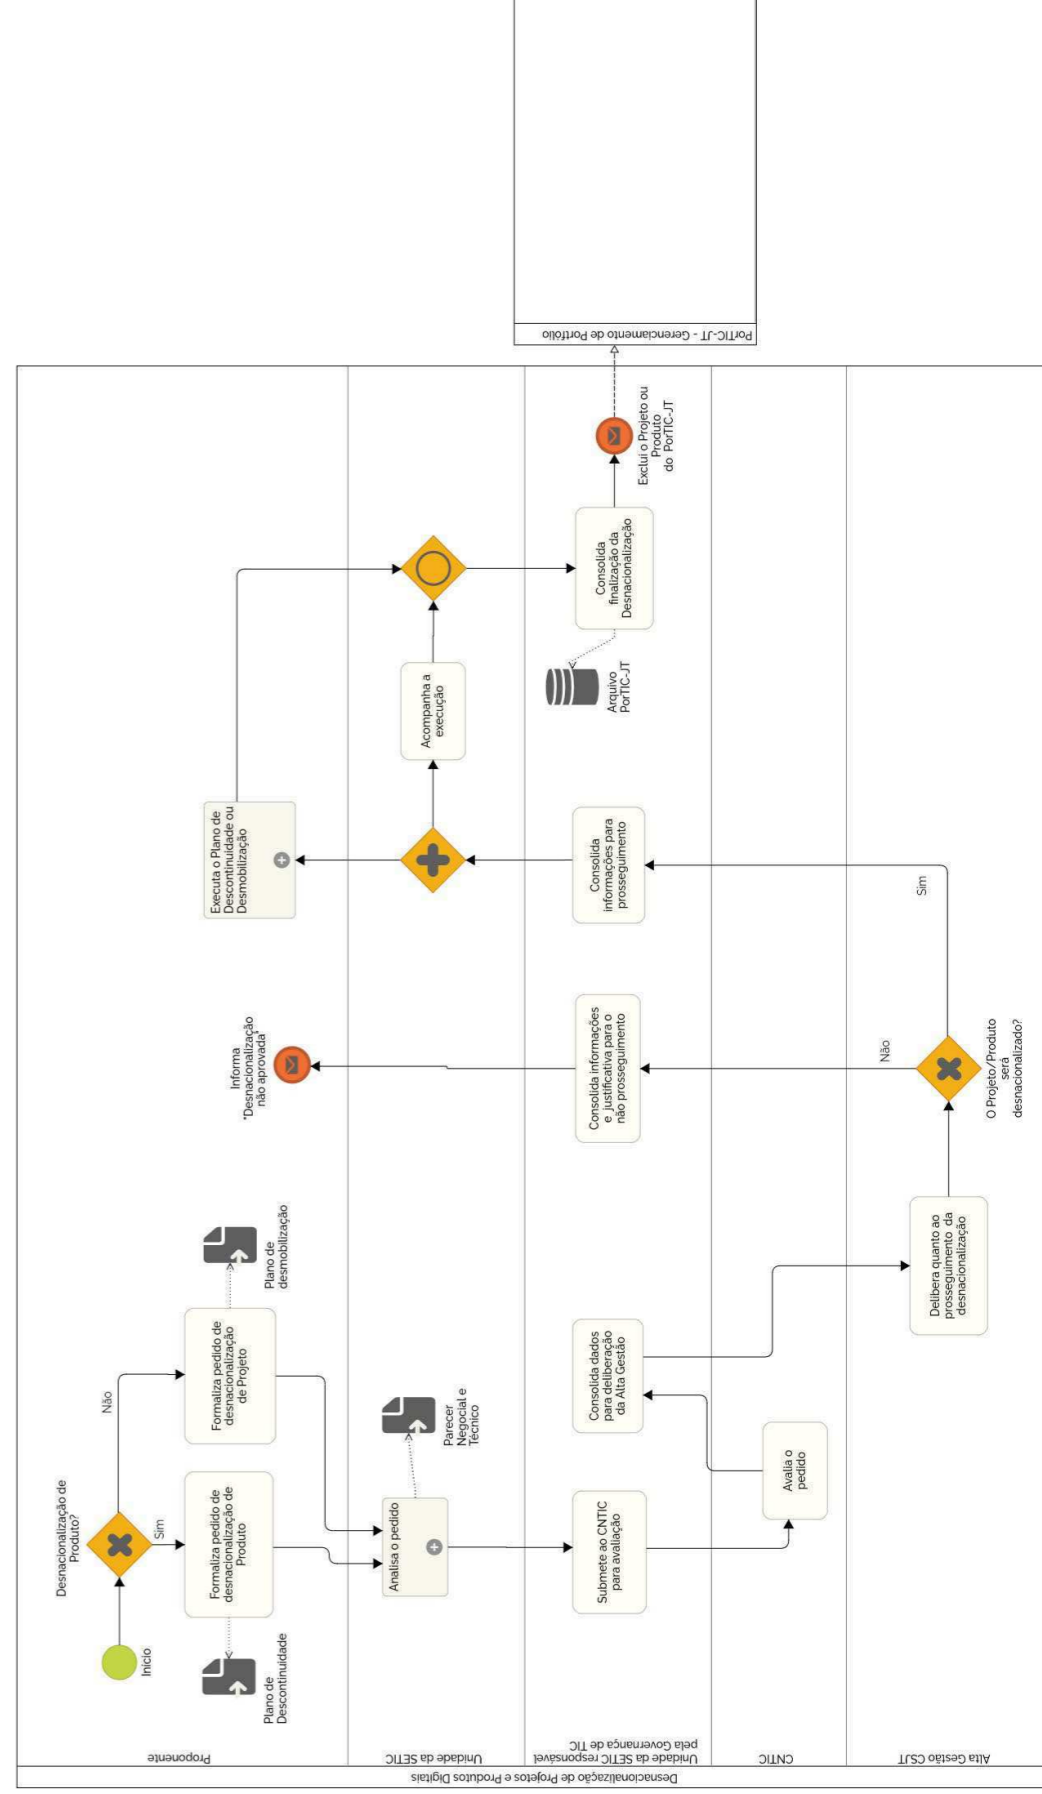 Desnacionalização de Projetos e Produtos Digitais
Proponente
Início
Desnacionalização de
Produto?
Sim
Não
Formaliza pedido de
desnacionalização de
Produto
Plano de
Descontinuidade
Formaliza pedido de
desnacionalização
de Projeto
Plano de
desmobilização
Informa
"Desnacionalização
não aprovada"
Executa o Plano de
Descontinuidade ou
Desmobilização
Unidade da SETIC
Analisa o pedido
Parecer
Negocial e
Técnico
Acompanha a
execução
Unidade da SETIC responsável
pela Governança de TIC
Submete ao CNTIC
para avaliação
Consolida dados
para deliberação
da Alta Gestão
Consolida informações
e justificativa para o
não prosseguimento
Consolida
informações para
prosseguimento
Arquivo
PorTIC-JT
Consolida
finalização da
Desnacionalização
Exclui o Projeto ou
Produto
do PorTIC-JT
CNTIC
Avalia o
pedido
Alta Gestão CSJT
Delibera quanto ao
prosseguimento da
desnacionalização
O Projeto/Produto
será
desnacionalizado?
Não
Sim
PorTIC-JT - Gerenciamento de Portfólio